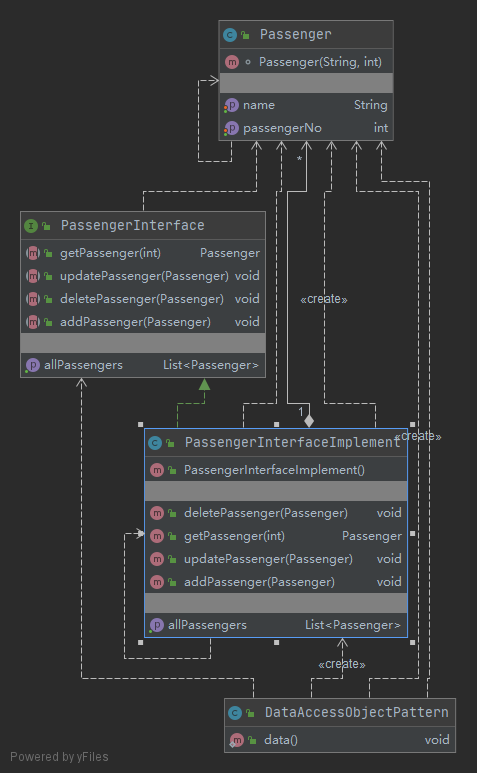 Passenger
Passenger(String, int)
name String
passengerNo int
*
PassengerInterface
getPassenger(int) Passenger
updatePassenger(Passenger) void
deletePassenger(Passenger) void
addPassenger(Passenger) void
allPassengers List<Passenger>
«create»
1
PassengerInterfaceImplement
«create»
PassengerInterfaceImplement()
deletePassenger(Passenger) void
getPassenger(int) Passenger
updatePassenger(Passenger) void
addPassenger(Passenger) void
allPassengers List<Passenger>
«create»
DataAccessObjectPattern
data() void
Powered by yFiles